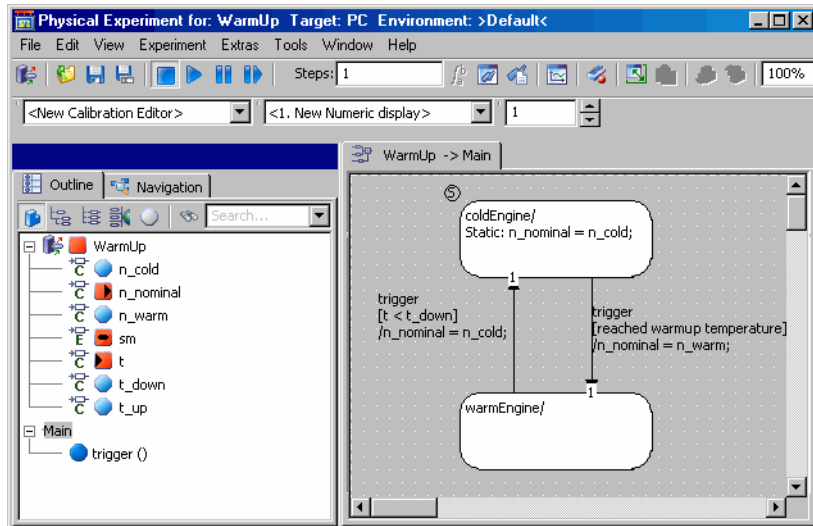 Physical Experiment for: WarmUp Target: PC Environment: >Default<
File Edit View Experiment Extras Tools Window Help
Steps: 1 100%
<New Calibration Editor> <1. New Numeric display> 1
WarmUp -> Main
Outline Navigation
Search...
WarmUp
C n_cold
C n_nominal
C n_warm
E sm
C t
C t_down
C t_up
Main
trigger ()
S
coldEngine/
Static: n_nominal = n_cold;
1
trigger
[t < t_down]
/n_nominal = n_cold;
trigger
[reached warmup temperature]
/n_nominal = n_warm;
1
warmEngine/